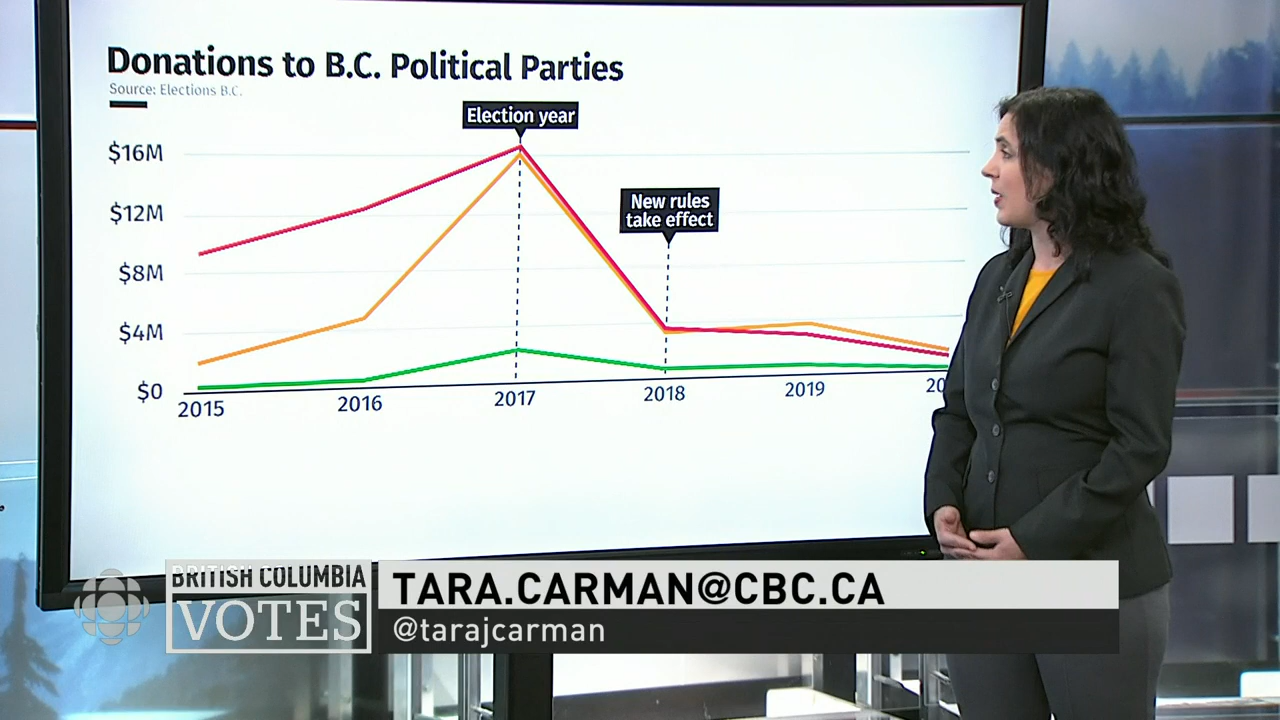 Donations to B.C. Political Parties
Source: Elections B.C.
Election year
$16M
New rules
take effect
$12M
$8M
$4M
$0
2015
2016
2017
2018
2019
20
BRITISH COLUMBIA
VOTES
TARA.CARMAN@CBC.CA
@tarajcarman